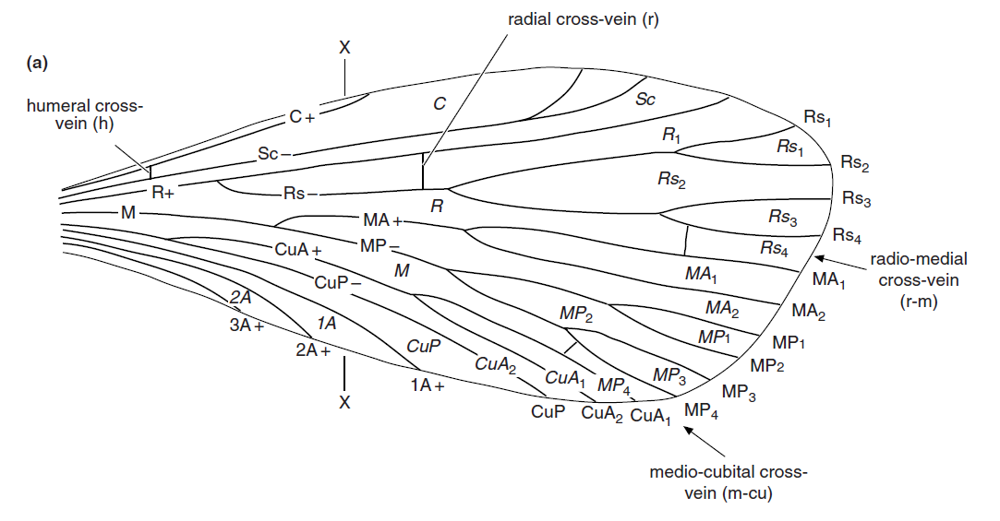 radial cross-vein (r)
X
(a)
humeral cross-
vein (h)
C+
C
Sc
Rs₁
R₁
Rs₁
Sc−
Rs₂
Rs₂
R+
Rs−
R
Rs₃
Rs₃
M
MA+
Rs₄
Rs₄
CuA+
MP−
radio-medial
cross-vein
(r-m)
M
MA₁
MA₁
CuP−
2A
MP₂
MA₂
MA₂
3A+
1A
MP₁
MP₁
2A+
CuP
MP₂
CuA₂
CuA₁
MP₄
MP₃
MP₃
1A+
X
CuP
CuA₂
CuA₁
MP₄
medio-cubital cross-
vein (m-cu)